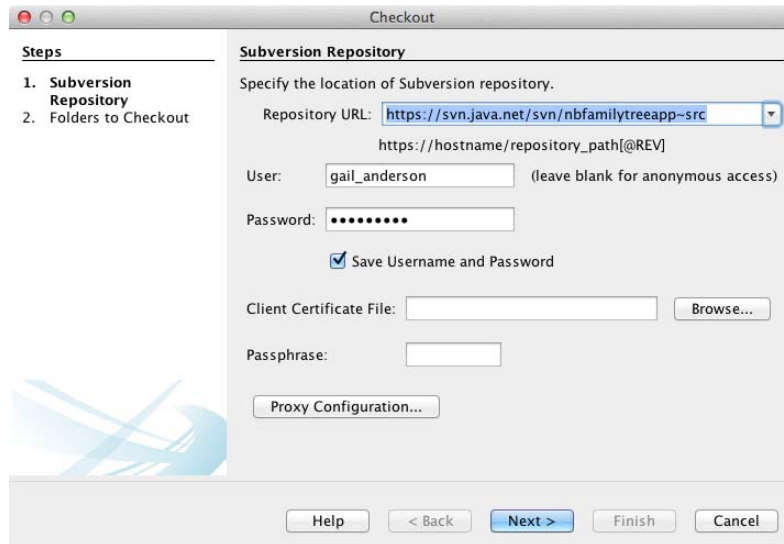 Checkout
Steps
1. Subversion
Repository
2. Folders to Checkout
Subversion Repository
Specify the location of Subversion repository.
Repository URL: https://svn.java.net/svn/nbfamilytreeapp~src
https://hostname/repository_path[@REV]
User: gail_anderson (leave blank for anonymous access)
Password: •••••••••
Save Username and Password
Client Certificate File: Browse...
Passphrase:
Proxy Configuration...
Help < Back Next > Finish Cancel